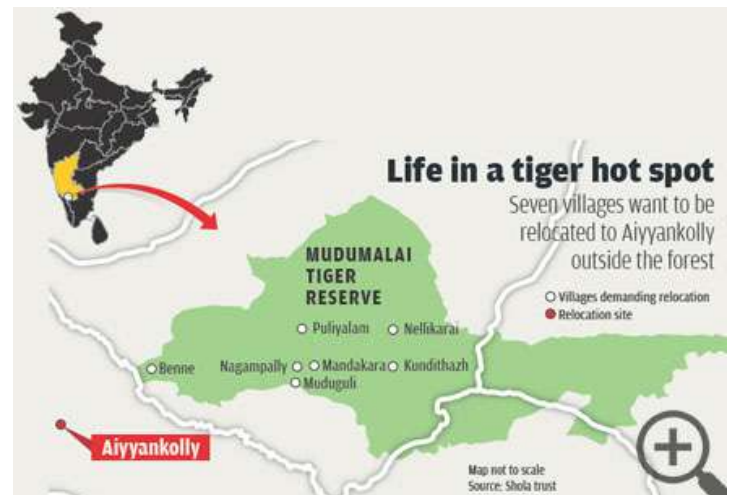 Life in a tiger hot spot
Seven villages want to be
relocated to Aiyyankolly
outside the forest
Villages demanding relocation
Relocation site
MUDUMALAI
TIGER
RESERVE
Puliyalam
Nellikarai
Benne
Nagampally
Mandakara
Kundithazh
Muduguli
Aiyyankolly
Map not to scale
Source: Shola trust